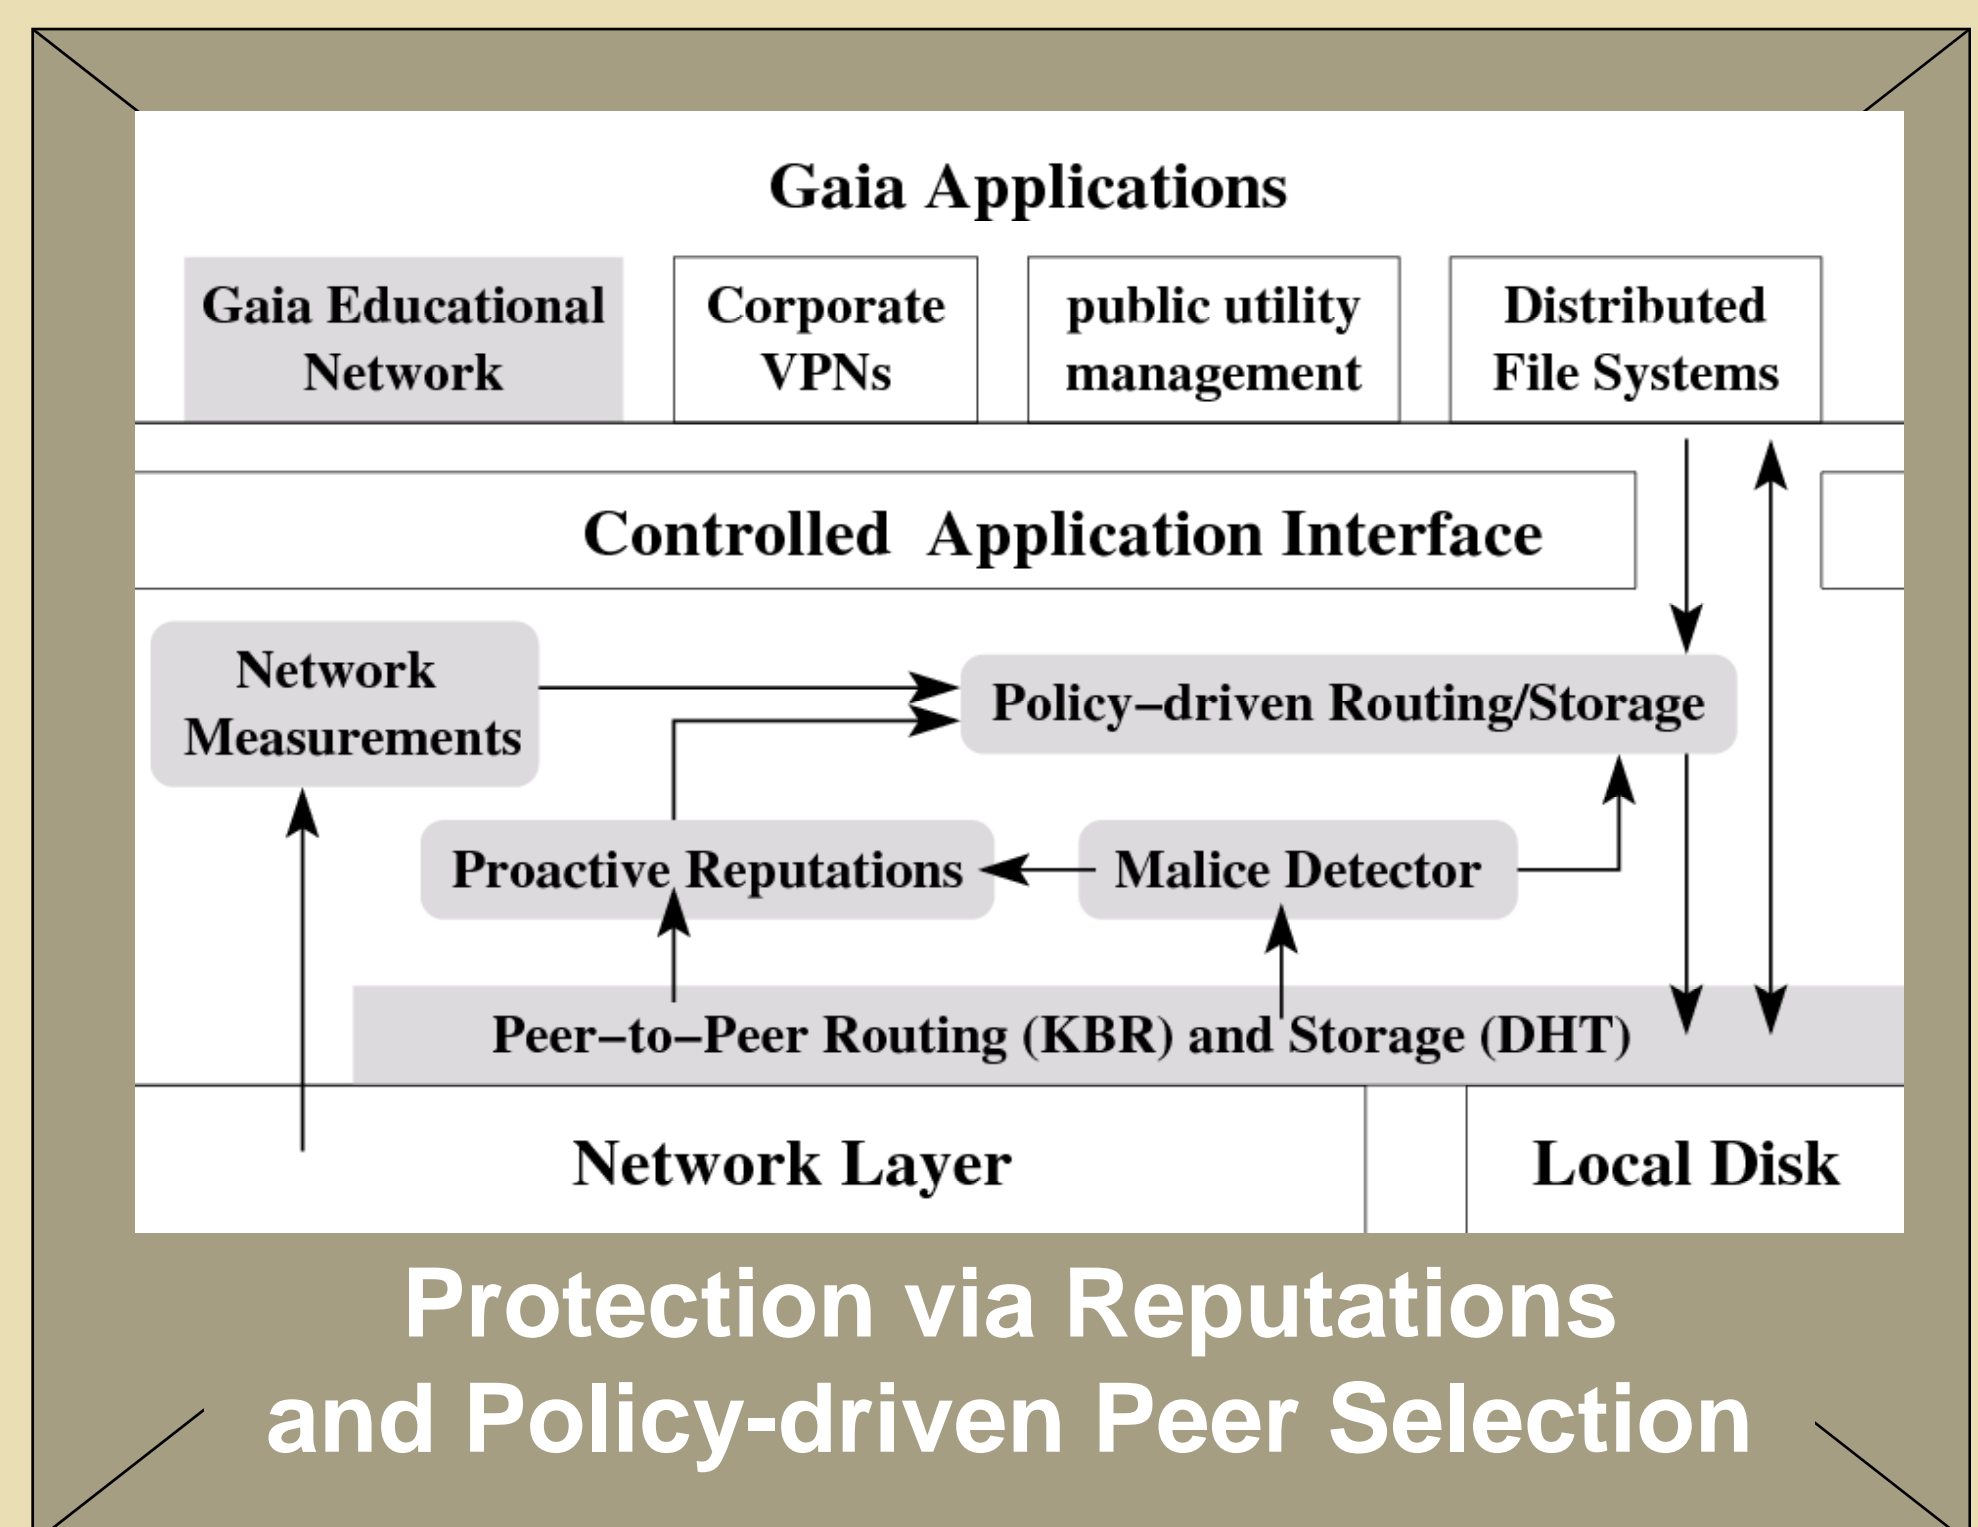 Gaia Applications
Gaia Educational
Network
Corporate
VPNs
public utility
management
Distributed
File Systems
Controlled Application Interface
Network
Measurements
Policy–driven Routing/Storage
Proactive Reputations
Malice Detector
Peer–to–Peer Routing (KBR) and Storage (DHT)
Network Layer
Local Disk
Protection via Reputations
and Policy-driven Peer Selection